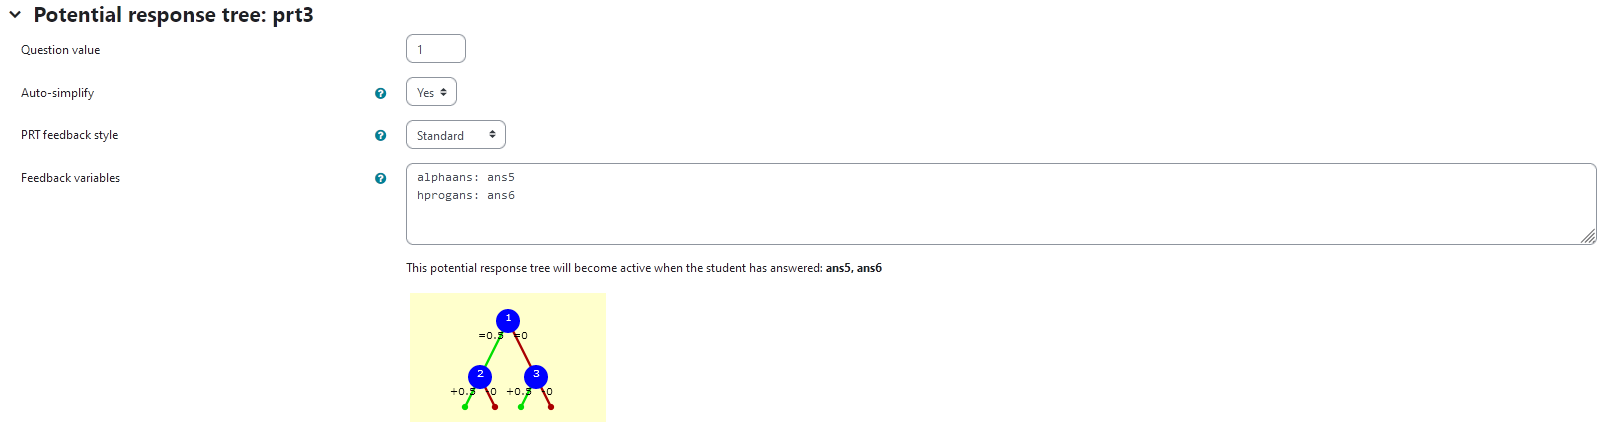 Potential response tree: prt3
Question value
1
Auto-simplify
Yes
PRT feedback style
Standard
Feedback variables
alphaans: ans5
hprogans: ans6
This potential response tree will become active when the student has answered: ans5, ans6
1
=0.5 =0
2 3
+0.5 -0 +0.5 -0